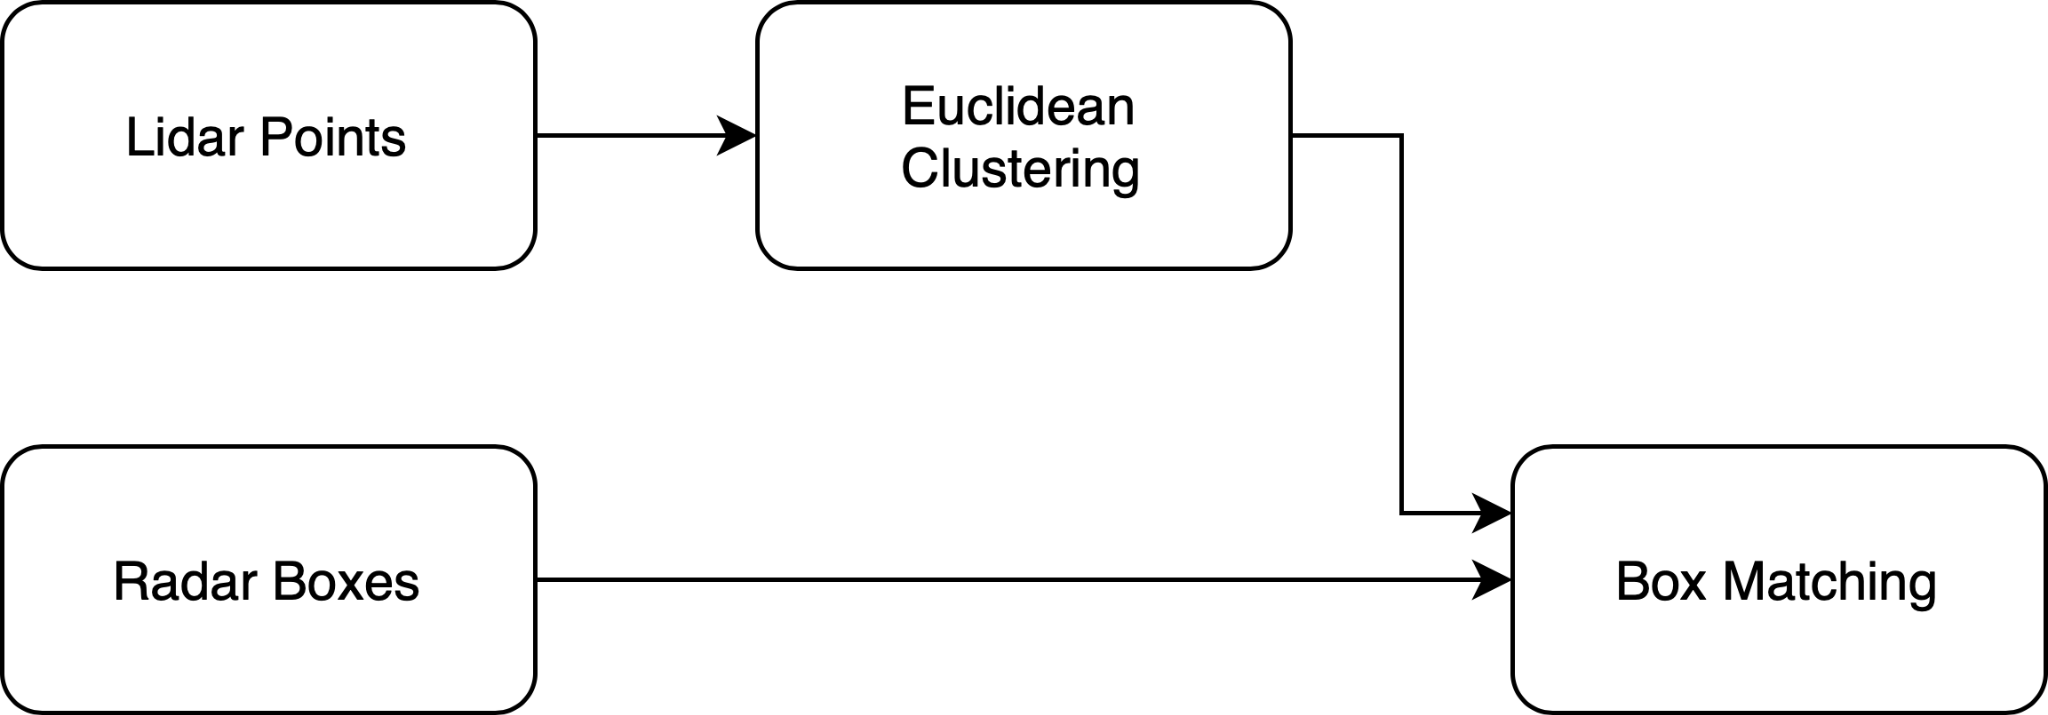 Lidar Points
Euclidean
Clustering
Radar Boxes
Box Matching